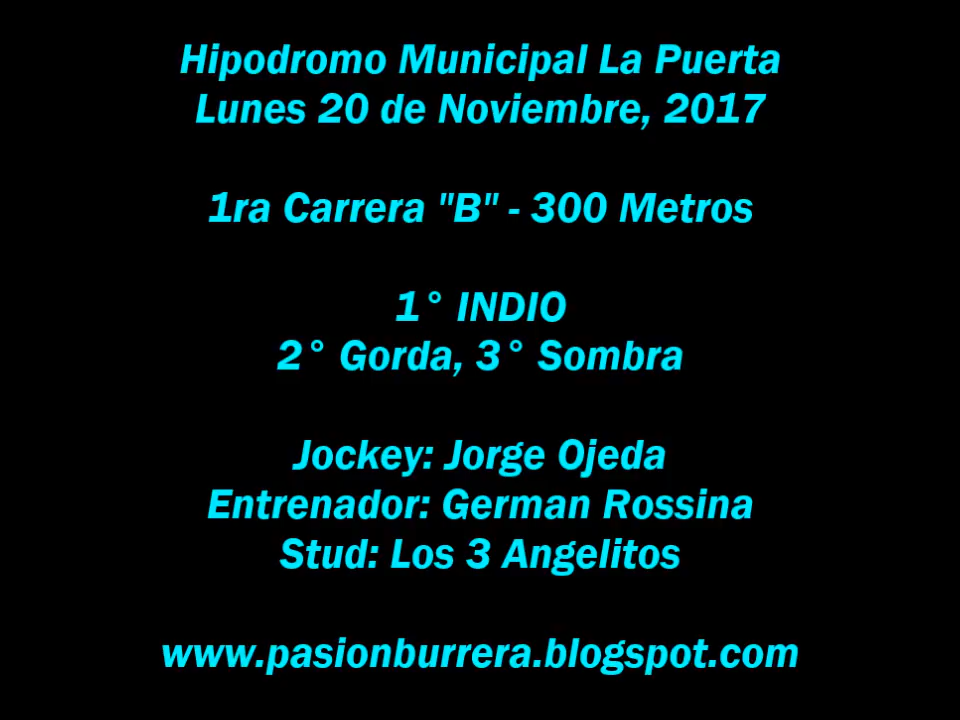 Hipodromo Municipal La Puerta
Lunes 20 de Noviembre, 2017
1ra Carrera "B" - 300 Metros
1° INDIO
2° Gorda, 3° Sombra
Jockey: Jorge Ojeda
Entrenador: German Rossina
Stud: Los 3 Angelitos
www.pasionburrera.blogspot.com